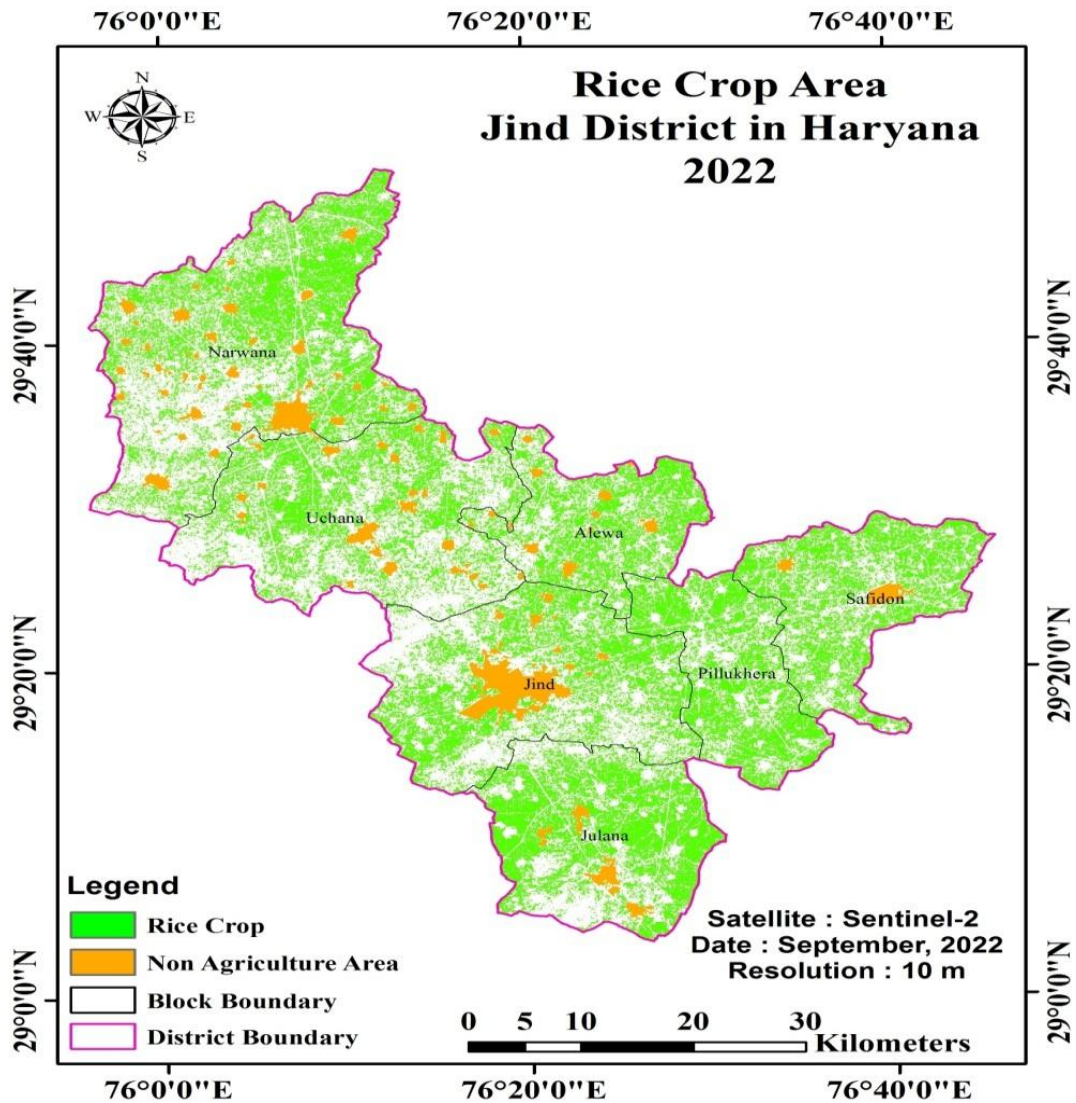 76°0'0"E
76°20'0"E
76°40'0"E
Rice Crop Area
Jind District in Haryana
2022
N
W E
S
29°40'0"N
29°40'0"N
Narwana
Uchana
Alewa
Safidon
29°20'0"N
29°20'0"N
Pillukhera
Jind
Julana
Legend
Rice Crop
Non Agriculture Area
Block Boundary
District Boundary
Satellite : Sentinel-2
Date : September, 2022
Resolution : 10 m
29°0'0"N
29°0'0"N
0 5 10 20 30
Kilometers
76°0'0"E
76°20'0"E
76°40'0"E